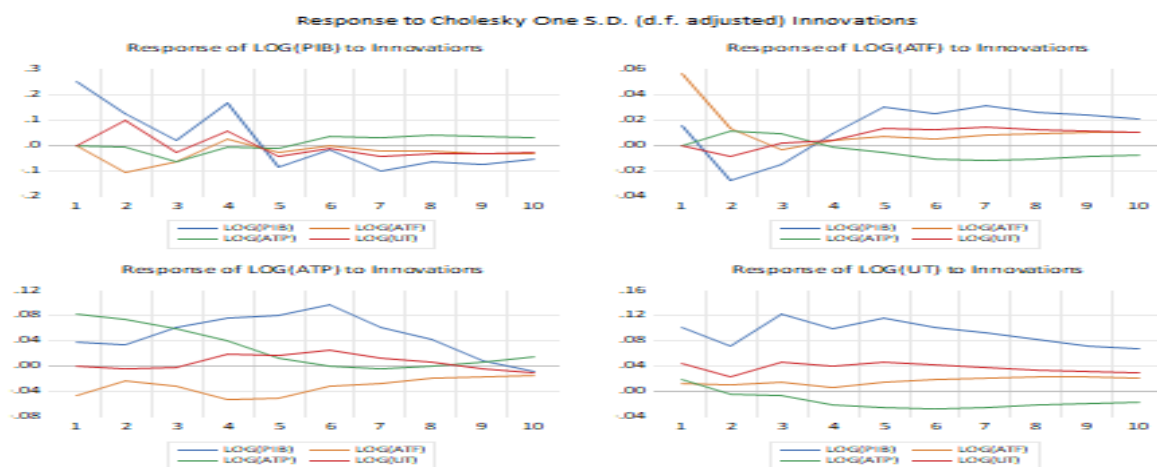 Response to Cholesky One S.D. (d.f. adjusted) Innovations
Response of LOG(PIB) to Innovations
.3
.2
.1
.0
-.1
-.2
1 2 3 4 5 6 7 8 9 10
LOG(PIB) LOG(ATF)
LOG(ATP) LOG(UT)
Response of LOG(ATF) to Innovations
.06
.04
.02
.00
-.02
-.04
1 2 3 4 5 6 7 8 9 10
LOG(PIB) LOG(ATF)
LOG(ATP) LOG(UT)
Response of LOG(ATP) to Innovations
.12
.08
.04
.00
-.04
-.08
1 2 3 4 5 6 7 8 9 10
LOG(PIB) LOG(ATF)
LOG(ATP) LOG(UT)
Response of LOG(UT) to Innovations
.16
.12
.08
.04
.00
-.04
1 2 3 4 5 6 7 8 9 10
LOG(PIB) LOG(ATF)
LOG(ATP) LOG(UT)